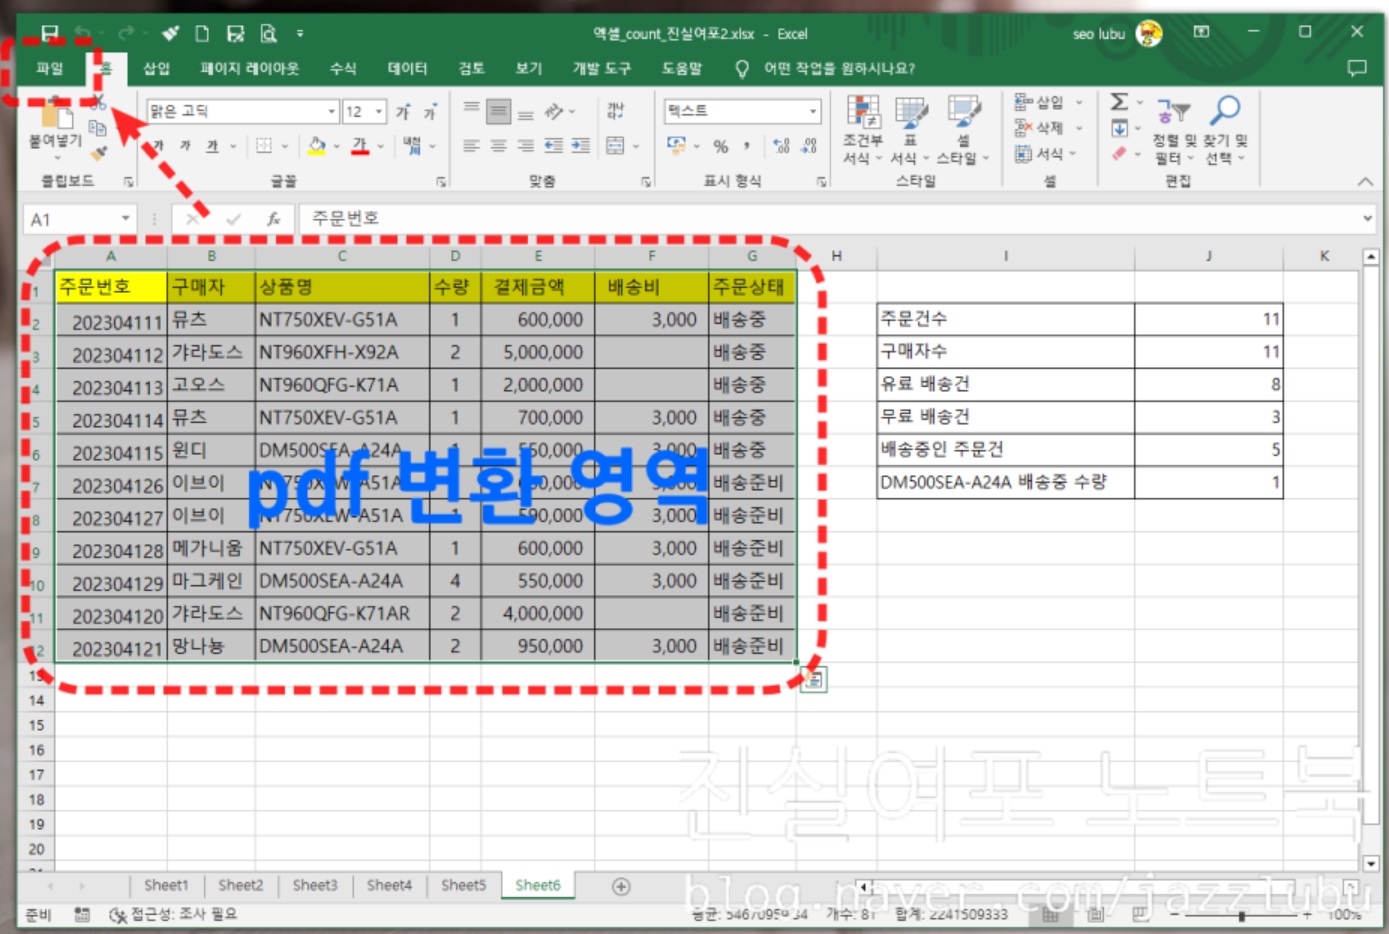 엑셀_count_진실여포2.xlsx - Excel
seo lubu
파일 홈 삽입 페이지 레이아웃 수식 데이터 검토 보기 개발 도구 도움말 어떤 작업을 원하시나요?
붙여넣기
클립보드
맑은 고딕 12
가 가
가 가 가 가
글꼴
맞춤
텍스트
% ,
표시 형식
조건부 서식
표 서식
셀 스타일
스타일
삽입
삭제
서식
셀
정렬 및 필터
찾기 및 선택
편집
A1 fx 주문번호
A B C D E F G H I J K
1 주문번호 구매자 상품명 수량 결제금액 배송비 주문상태
2 202304111 뮤츠 NT750XEV-G51A 1 600,000 3,000 배송중 주문건수 11
3 202304112 갸라도스 NT960XFH-X92A 2 5,000,000 배송중 구매자수 11
4 202304113 고오스 NT960QFG-K71A 1 2,000,000 배송중 유료 배송건 8
5 202304114 뮤츠 NT750XEV-G51A 1 700,000 3,000 배송중 무료 배송건 3
6 202304115 윈디 DM500SEA-A24A 1 550,000 3,000 배송중 배송중인 주문건 5
7 202304126 이브이 배송준비 DM500SEA-A24A 배송중 수량 1
pdf 변환 영역
8 202304127 이브이 NT750XEW-A51A 1 590,000 3,000 배송준비
9 202304128 메가니움 NT750XEV-G51A 1 600,000 3,000 배송준비
10 202304129 마그케인 DM500SEA-A24A 4 550,000 3,000 배송준비
11 202304120 갸라도스 NT960QFG-K71AR 2 4,000,000 배송준비
12 202304121 망나뇽 DM500SEA-A24A 2 950,000 3,000 배송준비
13
14
15
16
17
18
19
20
진실여포 노트북
Sheet1 Sheet2 Sheet3 Sheet4 Sheet5 Sheet6
blog.naver.com/jazzlubu
준비 접근성: 조사 필요 개수: 81 합계: 2241509333 100%